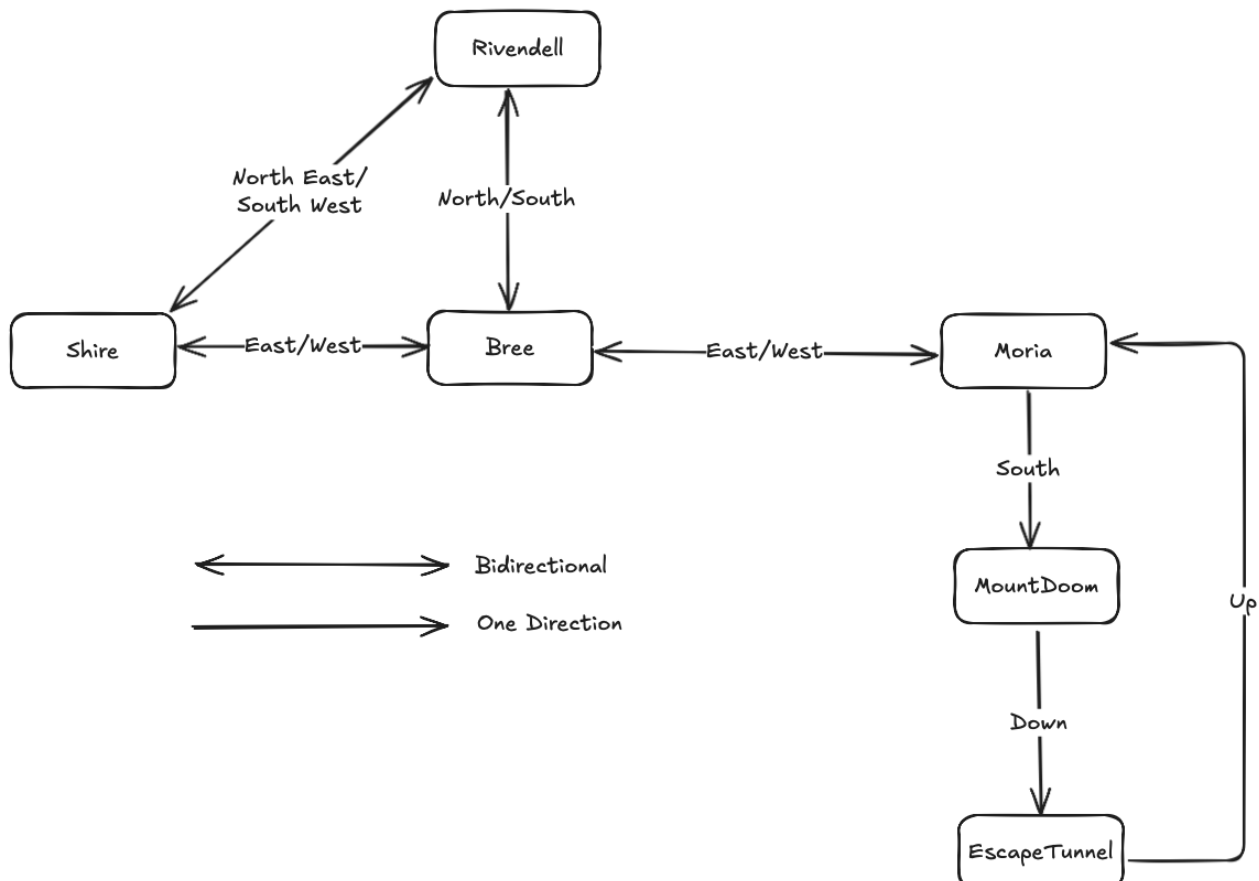 Rivendell
North East/
South West
North/South
Shire
East/West
Bree
East/West
Moria
South
Bidirectional
One Direction
MountDoom
Up
Down
EscapeTunnel